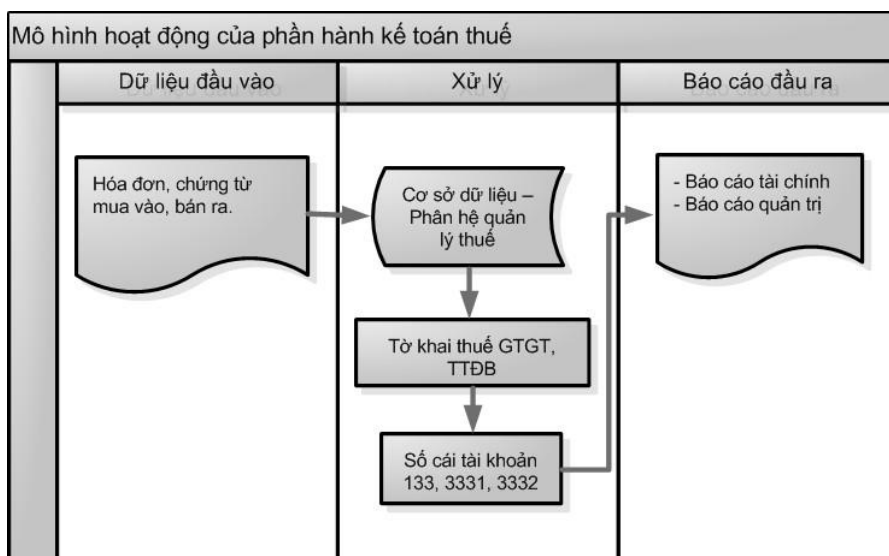 Mô hình hoạt động của phần hành kế toán thuế
Dữ liệu đầu vào
Xử lý
Báo cáo đầu ra
Hóa đơn, chứng từ
mua vào, bán ra.
Cơ sở dữ liệu –
Phân hệ quản
lý thuế
Tờ khai thuế GTGT,
TTĐB
Số cái tài khoản
133, 3331, 3332
- Báo cáo tài chính
- Báo cáo quản trị